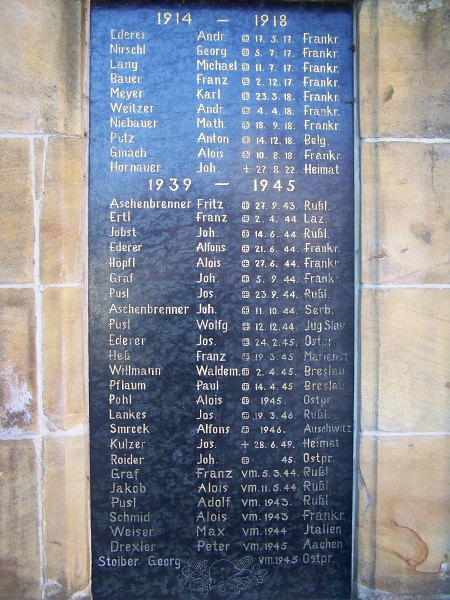 1914 – 1918
Ederer Andr. 17. 5. 17. Frankr.
Nirschl Georg 5. 7. 17. Frankr.
Lang Michael 11. 7. 17. Frankr.
Bauer Franz 2. 12. 17. Frankr.
Meyer Karl 23. 3. 18. Frankr.
Weitzer Andr. 4. 4. 18. Frankr.
Niebauer Math. 18. 9. 18. Frankr.
Putz Anton 14. 12. 18. Belg.
Gmach Alois 10. 8. 18. Frankr.
Hornauer Joh. + 27. 8. 22. Heimat
1939 – 1945
Aschenbrenner Fritz 27. 9. 43. Rußl.
Ertl Franz 2. 4. 44. Laz.
Jobst Joh. 14. 6. 44. Rußl.
Ederer Alfons 21. 6. 44. Frankr.
Höpfl Alois 27. 6. 44. Frankr.
Graf Joh. 5. 9. 44. Frankr.
Pusl Jos. 23. 9. 44. Rußl.
Aschenbrenner Joh. 11. 10. 44. Serb.
Pusl Wolfg. 12. 12. 44. Jug Slav.
Ederer Jos. 24. 2. 45. Ostpr.
Heß Franz 19. 3. 45. Marienst
Willmann Waldem. 2. 4. 45. Breslau
Pflaum Paul 14. 4. 45 Breslau
Pohl Alois 1945. Ostpr.
Lankes Jos. 19. 3. 46 Rußl.
Smrcek Alfons Auschwitz
Kulzer Jos. + 28. 6. 49. Heimat
Roider Joh. 45. Ostpr.
Graf Franz vm. 5. 3. 44. Rußl
Jakob Alois vm. 11. 5. 44. Rußl.
Pusl Adolf vm. 1943. Rußl
Schmid Alois vm. 1943 Frankr.
Weiser Max vm. 1944 Jtalien
Drexler Peter vm. 1945 Aachen
Stoiber Georg vm. 1945 Ostpr.